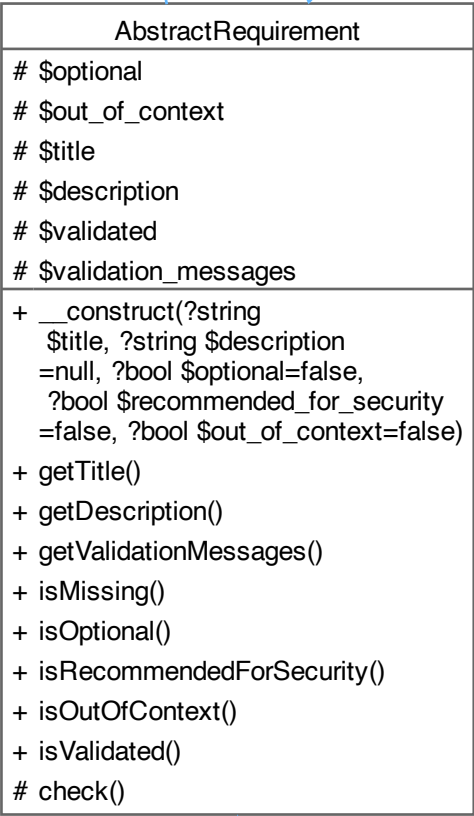 AbstractRequirement
# $optional
# $out_of_context
# $title
# $description
# $validated
# $validation_messages
+ __construct(?string
$title, ?string $description
=null, ?bool $optional=false,
?bool $recommended_for_security
=false, ?bool $out_of_context=false)
+ getTitle()
+ getDescription()
+ getValidationMessages()
+ isMissing()
+ isOptional()
+ isRecommendedForSecurity()
+ isOutOfContext()
+ isValidated()
# check()